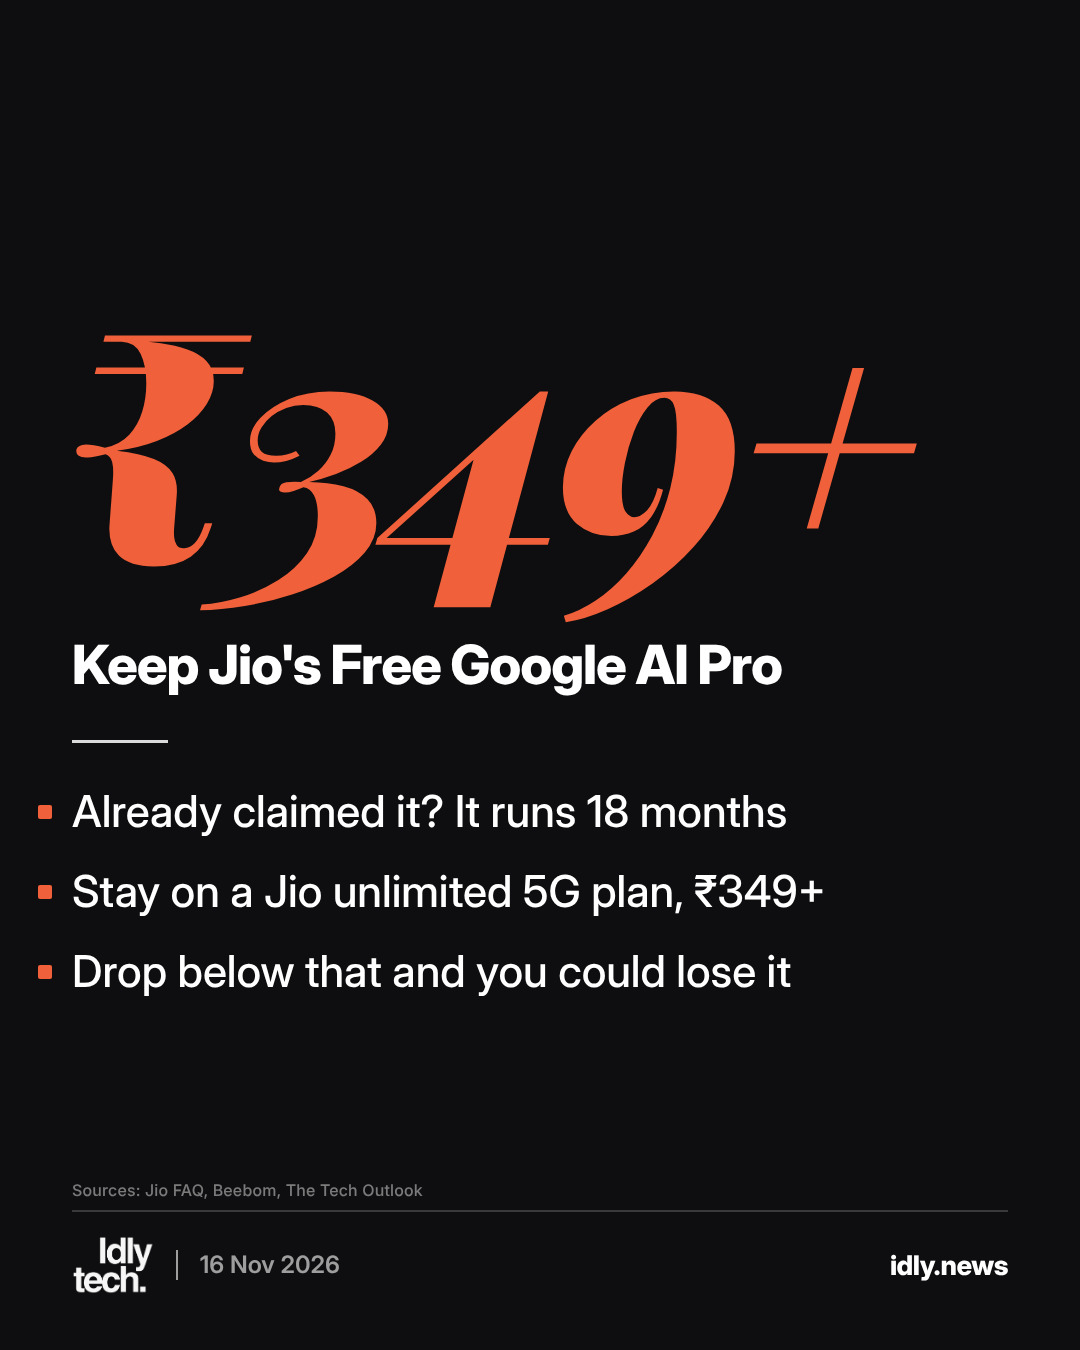 ₹349+
Keep Jio's Free Google AI Pro
Already claimed it? It runs 18 months
Stay on a Jio unlimited 5G plan, ₹349+
Drop below that and you could lose it
Sources: Jio FAQ, Beebom, The Tech Outlook
Idly
tech.
16 Nov 2026
idly.news